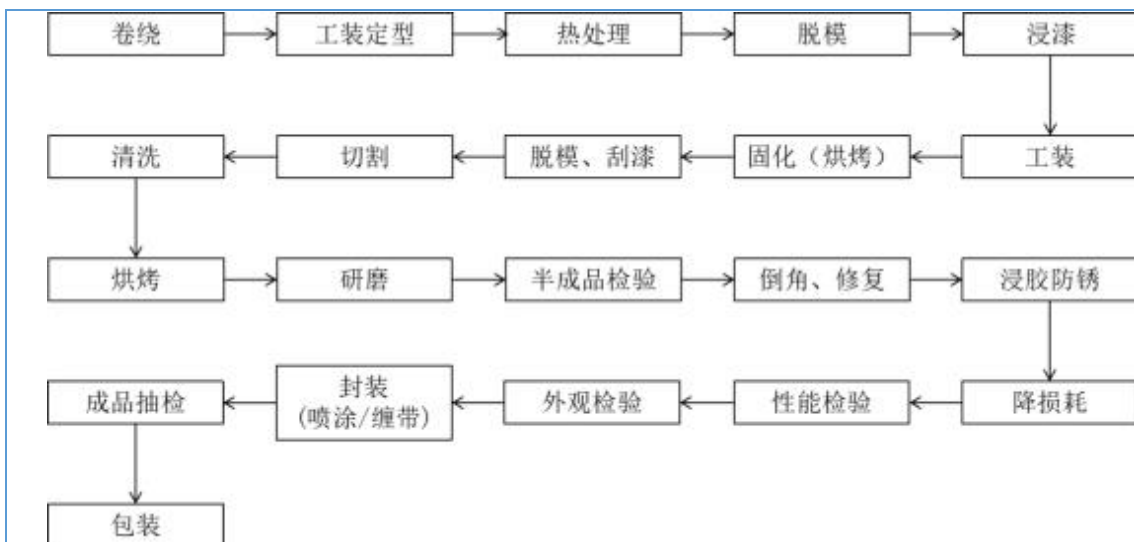 卷绕
工装定型
热处理
脱模
浸漆
清洗
切割
脱模、刮漆
固化（烘烤）
工装
烘烤
研磨
半成品检验
倒角、修复
浸胶防锈
成品抽检
封装
(喷涂/缠带)
外观检验
性能检验
降损耗
包装